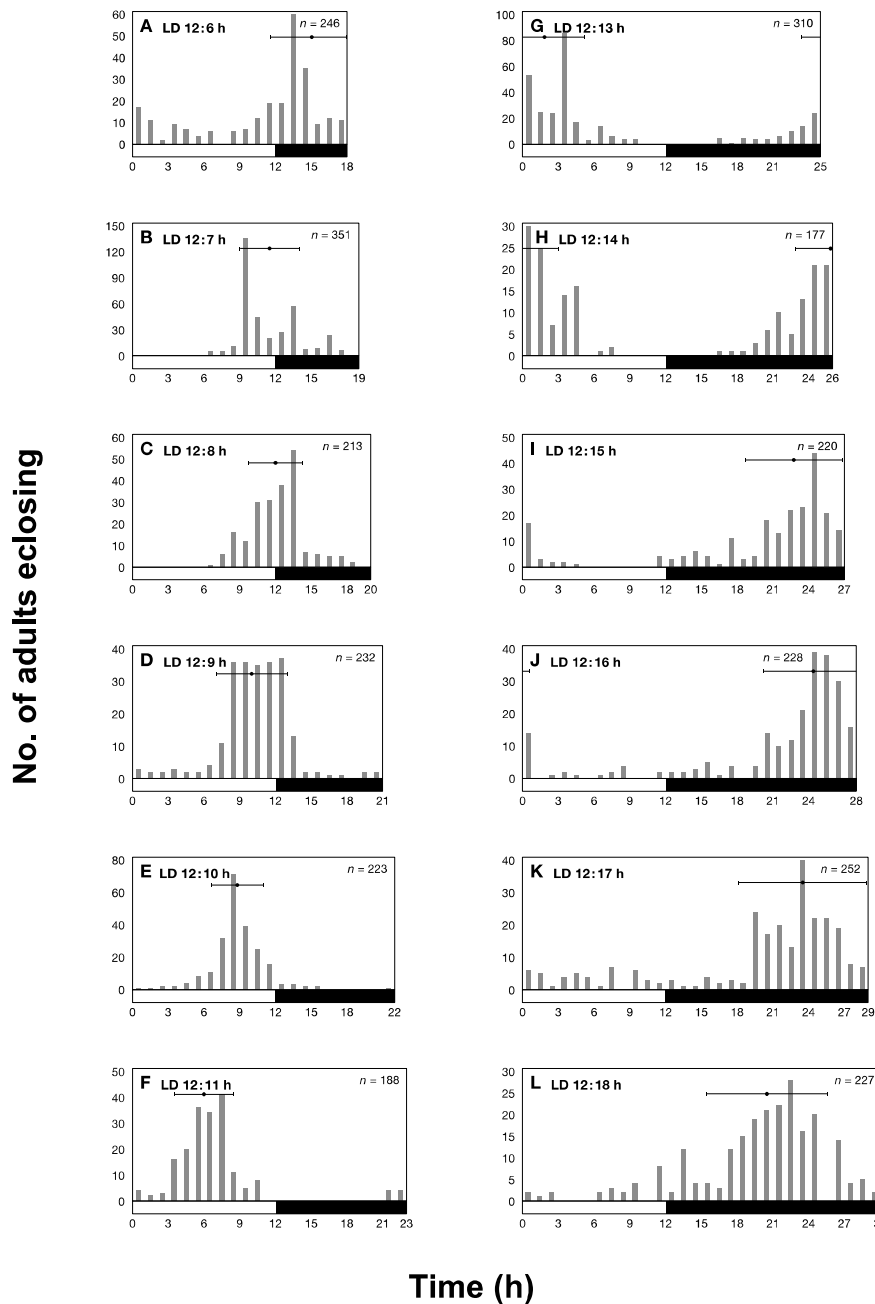 No. of adults eclosing
A LD 12:6 h n = 246
60
50
40
30
20
10
0
0 3 6 9 12 15 18
B LD 12:7 h n = 351
150
120
90
60
30
0
0 3 6 9 12 15 19
C LD 12:8 h n = 213
60
50
40
30
20
10
0
0 3 6 9 12 15 20
D LD 12:9 h n = 232
40
30
20
10
0
0 3 6 9 12 15 18 21
E LD 12:10 h n = 223
80
60
40
20
0
0 3 6 9 12 15 22
F LD 12:11 h n = 188
50
40
30
20
10
0
0 3 6 9 12 15 18 23
G LD 12:13 h n = 310
100
80
60
40
20
0
0 3 6 9 12 15 18 21 25
H LD 12:14 h n = 177
30
25
20
15
10
5
0
0 3 6 9 12 15 18 21 26
I LD 12:15 h n = 220
50
40
30
20
10
0
0 3 6 9 12 15 18 21 27
J LD 12:16 h n = 228
40
30
20
10
0
0 3 6 9 12 15 18 21 24 28
K LD 12:17 h n = 252
40
30
20
10
0
0 3 6 9 12 15 18 21 24 27 29
L LD 12:18 h n = 227
30
25
20
15
10
5
0
0 3 6 9 12 15 18 21 24 27 3
Time (h)